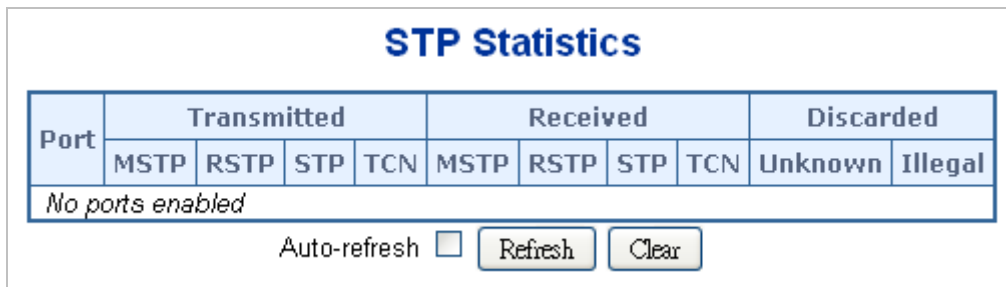 STP Statistics
Port Transmitted Received Discarded
MSTP RSTP STP TCN MSTP RSTP STP TCN Unknown Illegal
No ports enabled
Auto-refresh Refresh Clear